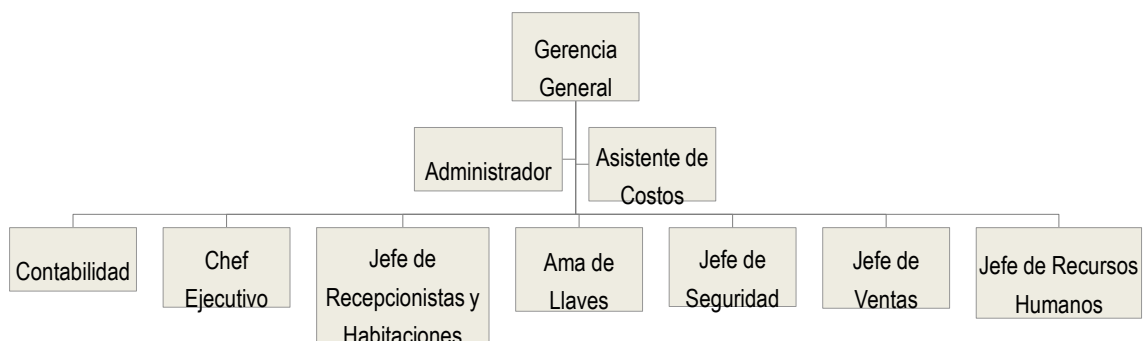 Gerencia
General
Administrador
Asistente de
Costos
Contabilidad
Chef
Ejecutivo
Jefe de
Recepcionistas y
Habitaciones
Ama de
Llaves
Jefe de
Seguridad
Jefe de
Ventas
Jefe de Recursos
Humanos